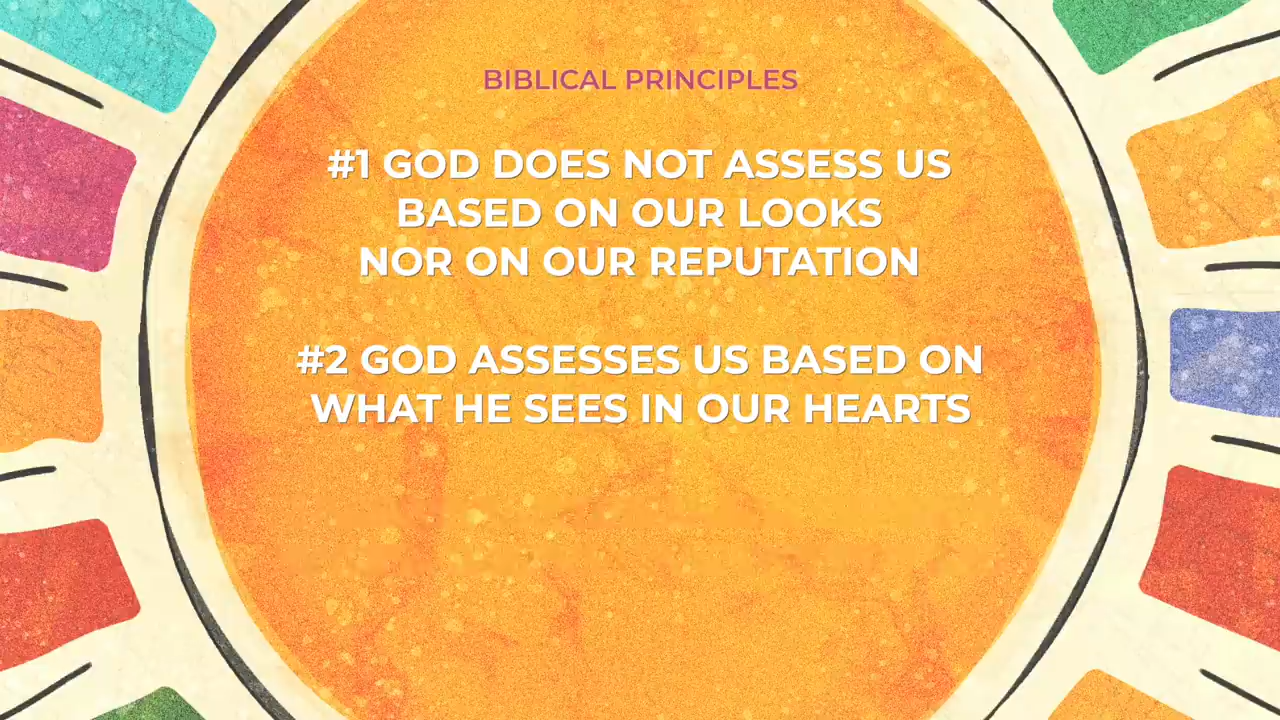 BIBLICAL PRINCIPLES
#1 GOD DOES NOT ASSESS US
BASED ON OUR LOOKS
NOR ON OUR REPUTATION
#2 GOD ASSESSES US BASED ON
WHAT HE SEES IN OUR HEARTS